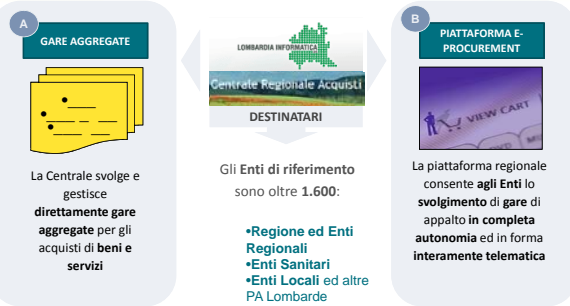 A
GARE AGGREGATE
La Centrale svolge e
gestisce
direttamente gare
aggregate per gli
acquisti di beni e
servizi
LOMBARDIA INFORMATICA
Centrale Regionale Acquisti
DESTINATARI
Gli Enti di riferimento
sono oltre 1.600:
•Regione ed Enti
Regionali
•Enti Sanitari
•Enti Locali ed altre
PA Lombarde
B
PIATTAFORMA E-
PROCUREMENT
VIEW CART
DVD
La piattaforma regionale
consente agli Enti lo
svolgimento di gare di
appalto in completa
autonomia ed in forma
interamente telematica